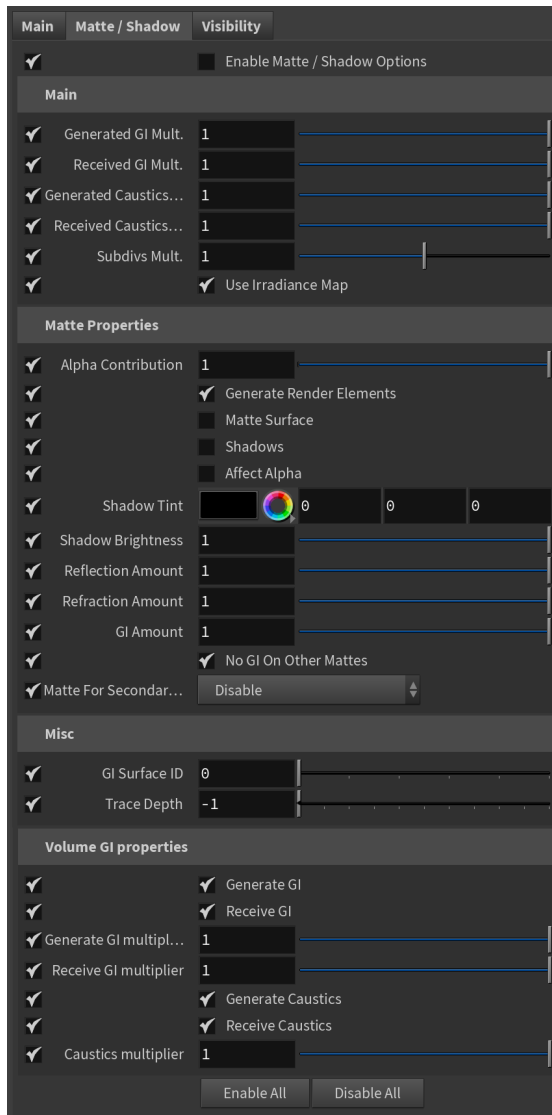 Main Matte / Shadow Visibility
Enable Matte / Shadow Options
Main
Generated GI Mult. 1
Received GI Mult. 1
Generated Caustics... 1
Received Caustics... 1
Subdivs Mult. 1
Use Irradiance Map
Matte Properties
Alpha Contribution 1
Generate Render Elements
Matte Surface
Shadows
Affect Alpha
Shadow Tint 0 0 0
Shadow Brightness 1
Reflection Amount 1
Refraction Amount 1
GI Amount 1
No GI On Other Mattes
Matte For Secondar... Disable
Misc
GI Surface ID 0
Trace Depth -1
Volume GI properties
Generate GI
Receive GI
Generate GI multipl... 1
Receive GI multiplier 1
Generate Caustics
Receive Caustics
Caustics multiplier 1
Enable All Disable All